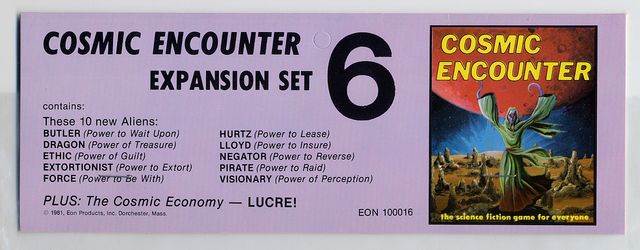 COSMIC ENCOUNTER
EXPANSION SET 6
contains:
These 10 new Aliens:
BUTLER (Power to Wait Upon)
DRAGON (Power of Treasure)
ETHIC (Power of Guilt)
EXTORTIONIST (Power to Extort)
FORCE (Power to Be With)
HURTZ (Power to Lease)
LLOYD (Power to Insure)
NEGATOR (Power to Reverse)
PIRATE (Power to Raid)
VISIONARY (Power of Perception)
PLUS: The Cosmic Economy — LUCRE!
© 1981, Eon Products, Inc. Dorchester, Mass.
EON 100016
COSMIC
ENCOUNTER
the science fiction game for everyone